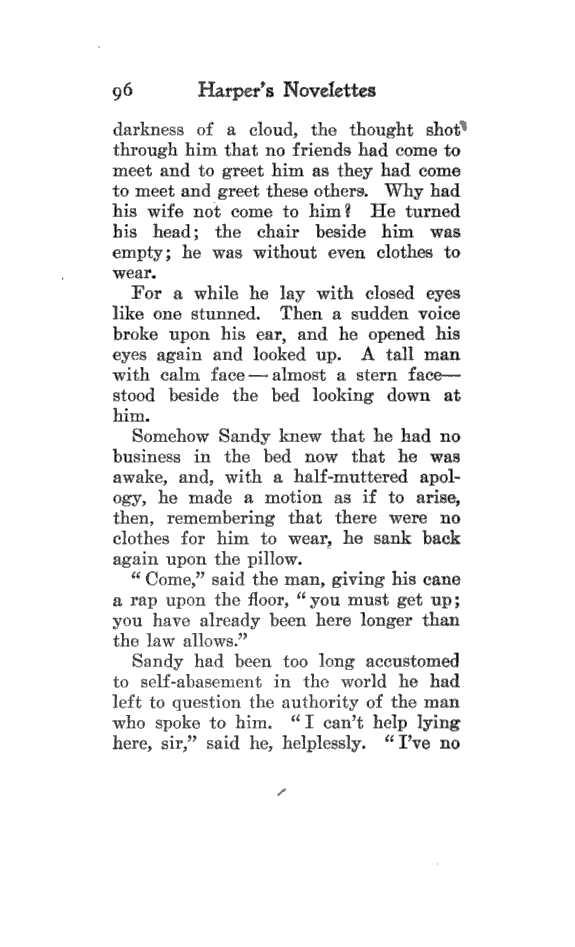 96 Harper's Novelettes
darkness of a cloud, the thought shot
through him that no friends had come to
meet and to greet him as they had come
to meet and greet these others. Why had
his wife not come to him? He turned
his head; the chair beside him was
empty; he was without even clothes to
wear.
For a while he lay with closed eyes
like one stunned. Then a sudden voice
broke upon his ear, and he opened his
eyes again and looked up. A tall man
with calm face — almost a stern face—
stood beside the bed looking down at
him.
Somehow Sandy knew that he had no
business in the bed now that he was
awake, and, with a half-muttered apol-
ogy, he made a motion as if to arise,
then, remembering that there were no
clothes for him to wear, he sank back
again upon the pillow.
“Come,” said the man, giving his cane
a rap upon the floor, “you must get up;
you have already been here longer than
the law allows.”
Sandy had been too long accustomed
to self-abasement in the world he had
left to question the authority of the man
who spoke to him. “I can't help lying
here, sir,” said he, helplessly. “I've no